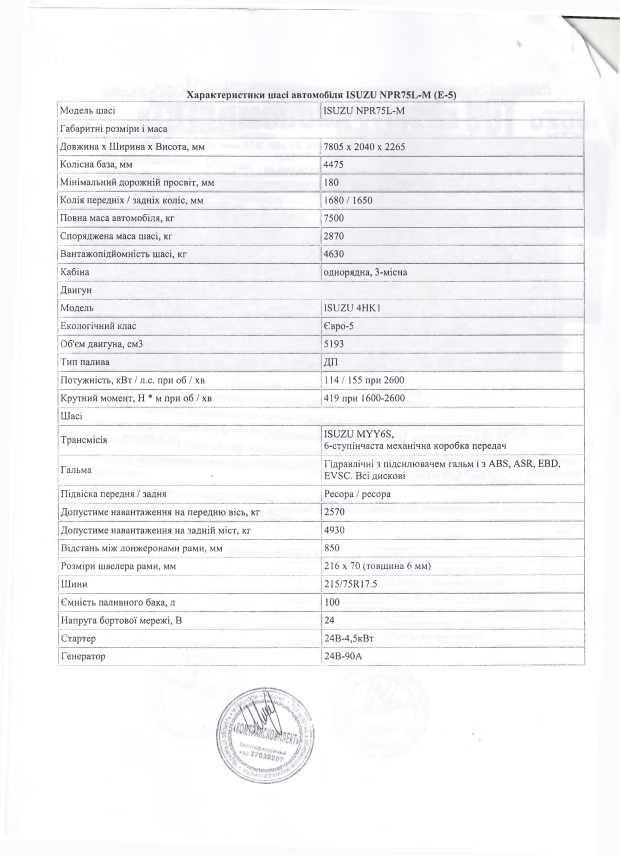 Характеристики шасі автомобіля ISUZU NPR75L-M (Е-5)
Модель шасі ISUZU NPR75L-M
Габаритні розміри і маса
Довжина х Ширина х Висота, мм 7805 х 2040 х 2265
Колісна база, мм 4475
Мінімальний дорожній просвіт, мм 180
Колія передніх / задніх коліс, мм 1680 / 1650
Повна маса автомобіля, кг 7500
Споряджена маса шасі, кг 2870
Вантажопідйомність шасі, кг 4630
Кабіна однорядна, 3-місна
Двигун
Модель ISUZU 4HK1
Екологічний клас Євро-5
Об'єм двигуна, см3 5193
Тип палива ДП
Потужність, кВт / л.с. при об / хв 114 / 155 при 2600
Крутний момент, Н * м при об / хв 419 при 1600-2600
Шасі
Трансмісія ISUZU MYY6S,
6-ступінчаста механічна коробка передач
Гальма Гідравлічні з підсилювачем гальм і з ABS, ASR, EBD,
EVSC. Всі дискові
Підвіска передня / задня Ресора / ресора
Допустиме навантаження на передню вісь, кг 2570
Допустиме навантаження на задній міст, кг 4930
Відстань між лонжеронами рами, мм 850
Розміри швелера рами, мм 216 х 70 (товщина 6 мм)
Шини 215/75R17.5
Ємність паливного бака, л 100
Напруга бортової мережі, В 24
Стартер 24В-4,5кВт
Генератор 24В-90А
37639207